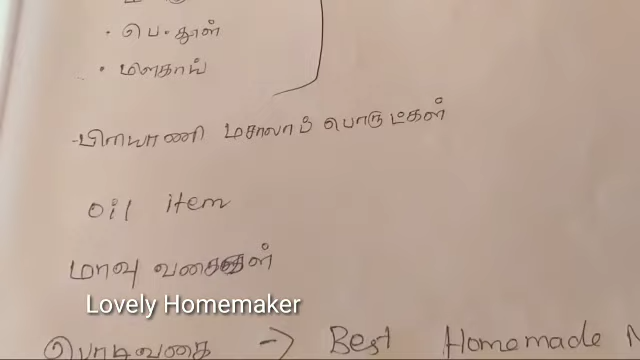 · பெ. தூள்
· மிளகாய்
பிரியாணி மசாலாப் பொருட்கள்
oil item
மாவு வகைகள்
Lovely Homemaker
பொடிவகை -> Best Homemade